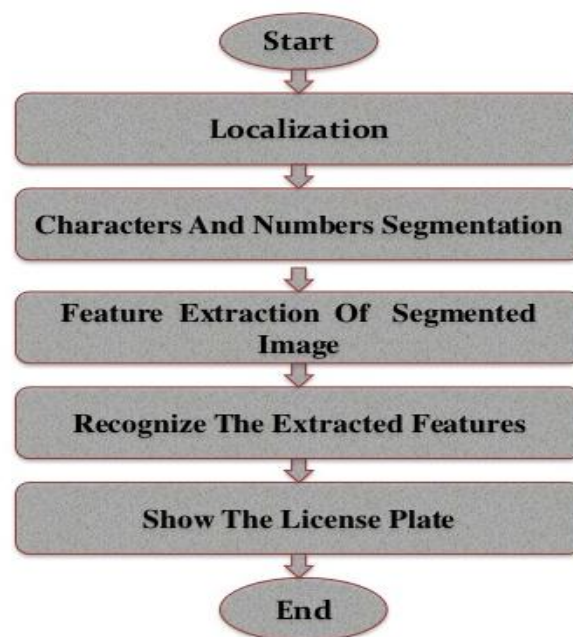 Start
Localization
Characters And Numbers Segmentation
Feature Extraction Of Segmented
Image
Recognize The Extracted Features
Show The License Plate
End